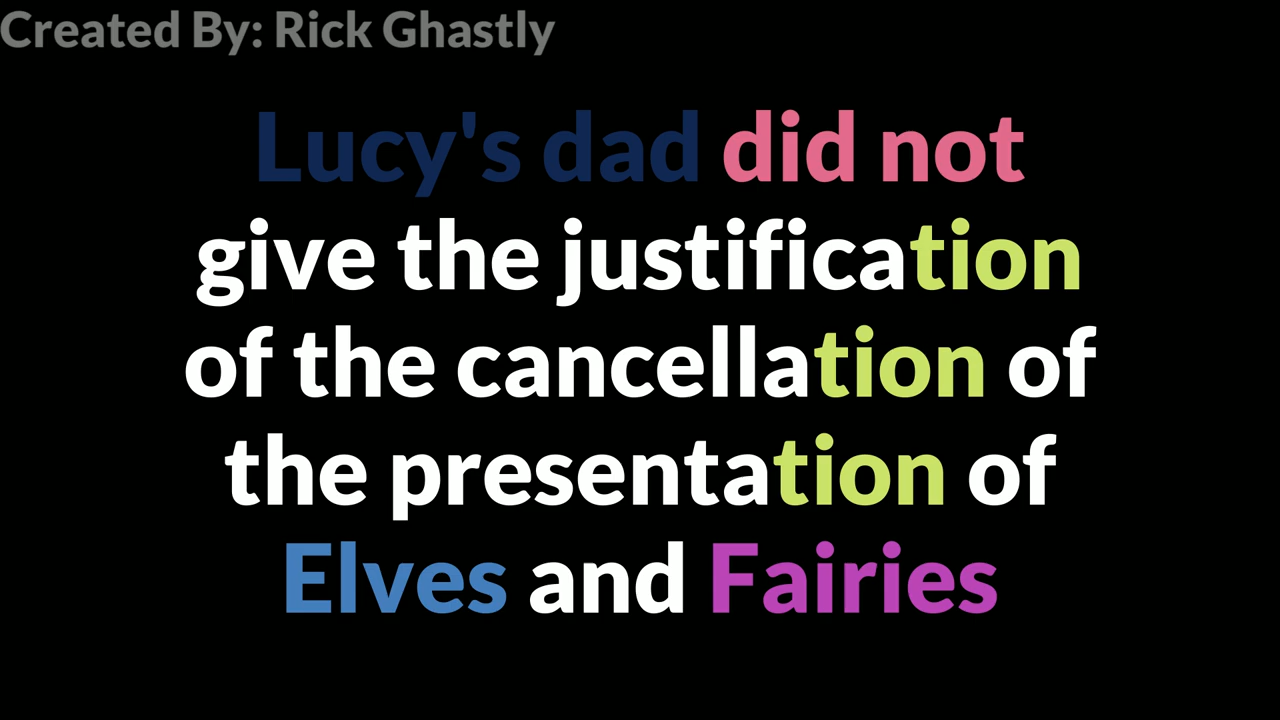 Created By: Rick Ghastly
Lucy's dad did not
give the justification
of the cancellation of
the presentation of
Elves and Fairies